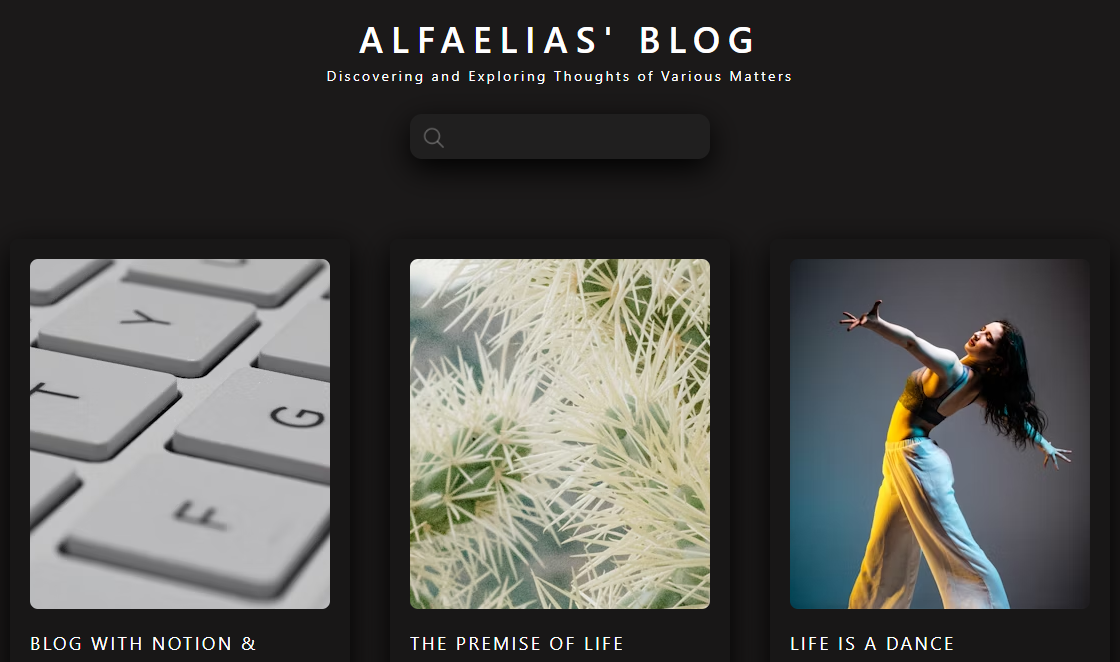 ALFAELIAS' BLOG
Discovering and Exploring Thoughts of Various Matters
Y
T
G
F
BLOG WITH NOTION &
THE PREMISE OF LIFE
LIFE IS A DANCE